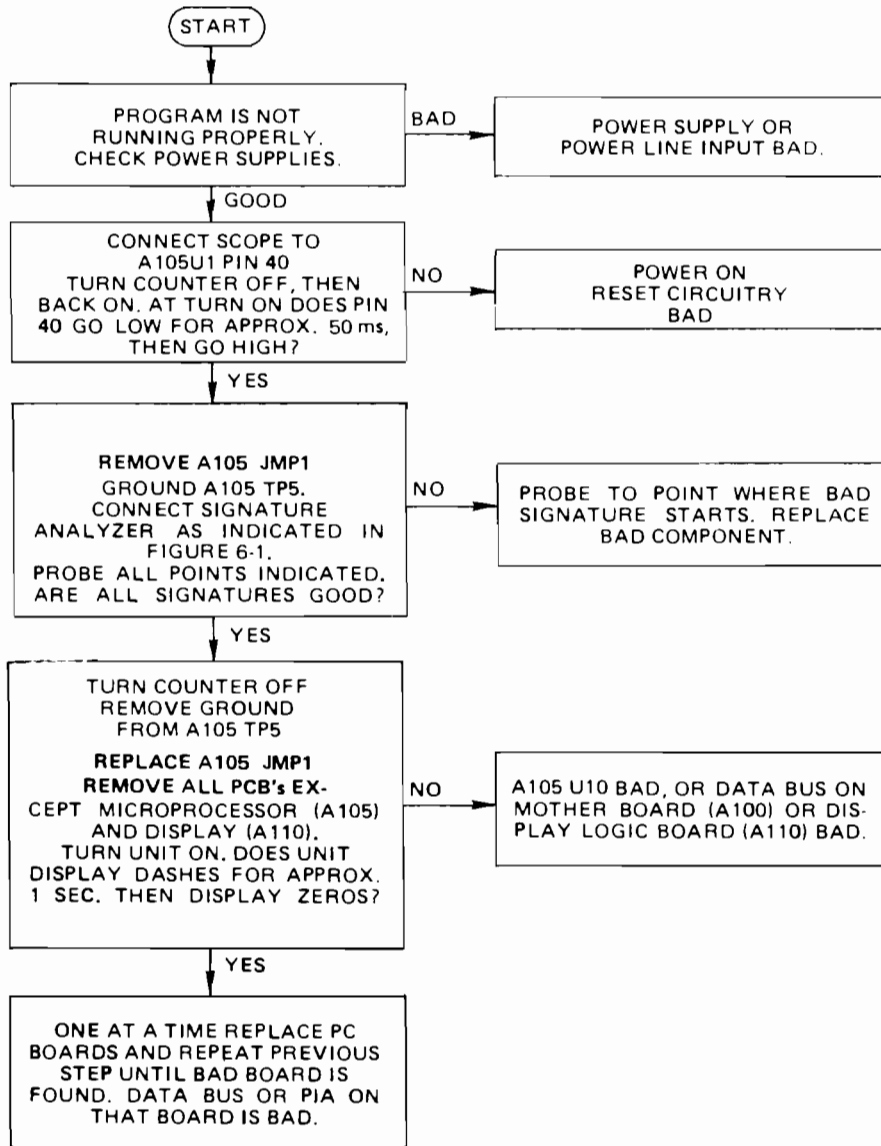 START
PROGRAM IS NOT
RUNNING PROPERLY.
CHECK POWER SUPPLIES.
BAD
POWER SUPPLY OR
POWER LINE INPUT BAD.
GOOD
CONNECT SCOPE TO
A105U1 PIN 40
TURN COUNTER OFF, THEN
BACK ON. AT TURN ON DOES PIN
40 GO LOW FOR APPROX. 50 ms,
THEN GO HIGH?
NO
POWER ON
RESET CIRCUITRY
BAD
YES
REMOVE A105 JMP1
GROUND A105 TP5.
CONNECT SIGNATURE
ANALYZER AS INDICATED IN
FIGURE 6-1.
PROBE ALL POINTS INDICATED.
ARE ALL SIGNATURES GOOD?
NO
PROBE TO POINT WHERE BAD
SIGNATURE STARTS. REPLACE
BAD COMPONENT.
YES
TURN COUNTER OFF
REMOVE GROUND
FROM A105 TP5
REPLACE A105 JMP1
REMOVE ALL PCB's EX-
CEPT MICROPROCESSOR (A105)
AND DISPLAY (A110).
TURN UNIT ON. DOES UNIT
DISPLAY DASHES FOR APPROX.
1 SEC. THEN DISPLAY ZEROS?
NO
A105 U10 BAD, OR DATA BUS ON
MOTHER BOARD (A100) OR DIS-
PLAY LOGIC BOARD (A110) BAD.
YES
ONE AT A TIME REPLACE PC
BOARDS AND REPEAT PREVIOUS
STEP UNTIL BAD BOARD IS
FOUND. DATA BUS OR PIA ON
THAT BOARD IS BAD.